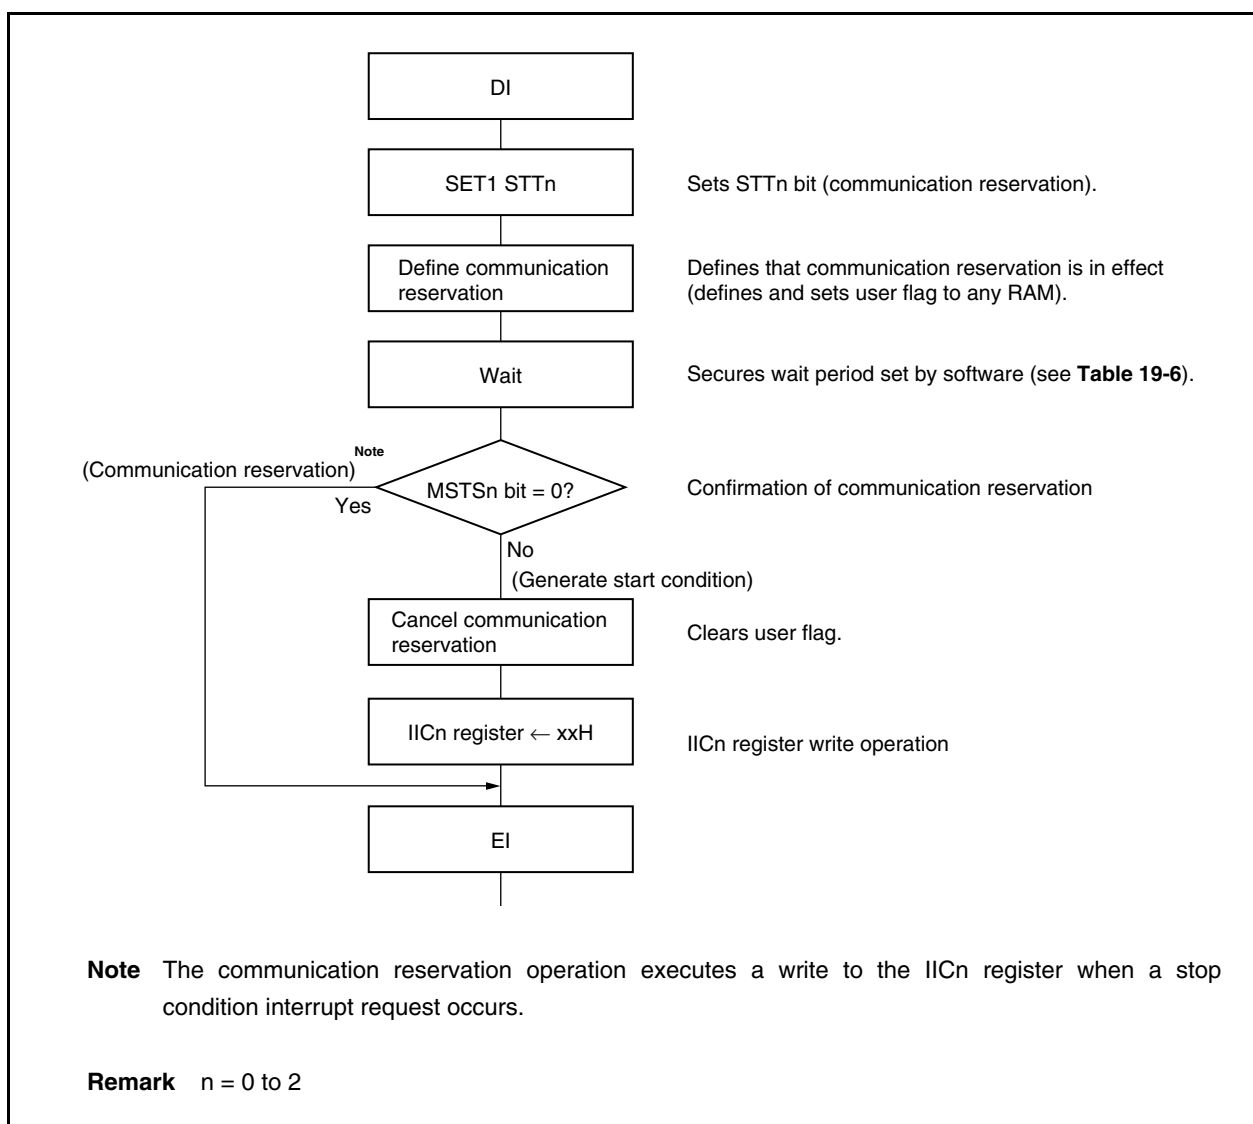 DI
SET1 STTn
Sets STTn bit (communication reservation).
Define communication
reservation
Defines that communication reservation is in effect
(defines and sets user flag to any RAM).
Wait
Secures wait period set by software (see Table 19-6).
(Communication reservation) Note
MSTSn bit = 0?
Confirmation of communication reservation
Yes
No
(Generate start condition)
Cancel communication
reservation
Clears user flag.
IICn register ← xxH
IICn register write operation
EI
Note The communication reservation operation executes a write to the IICn register when a stop
condition interrupt request occurs.
Remark n = 0 to 2